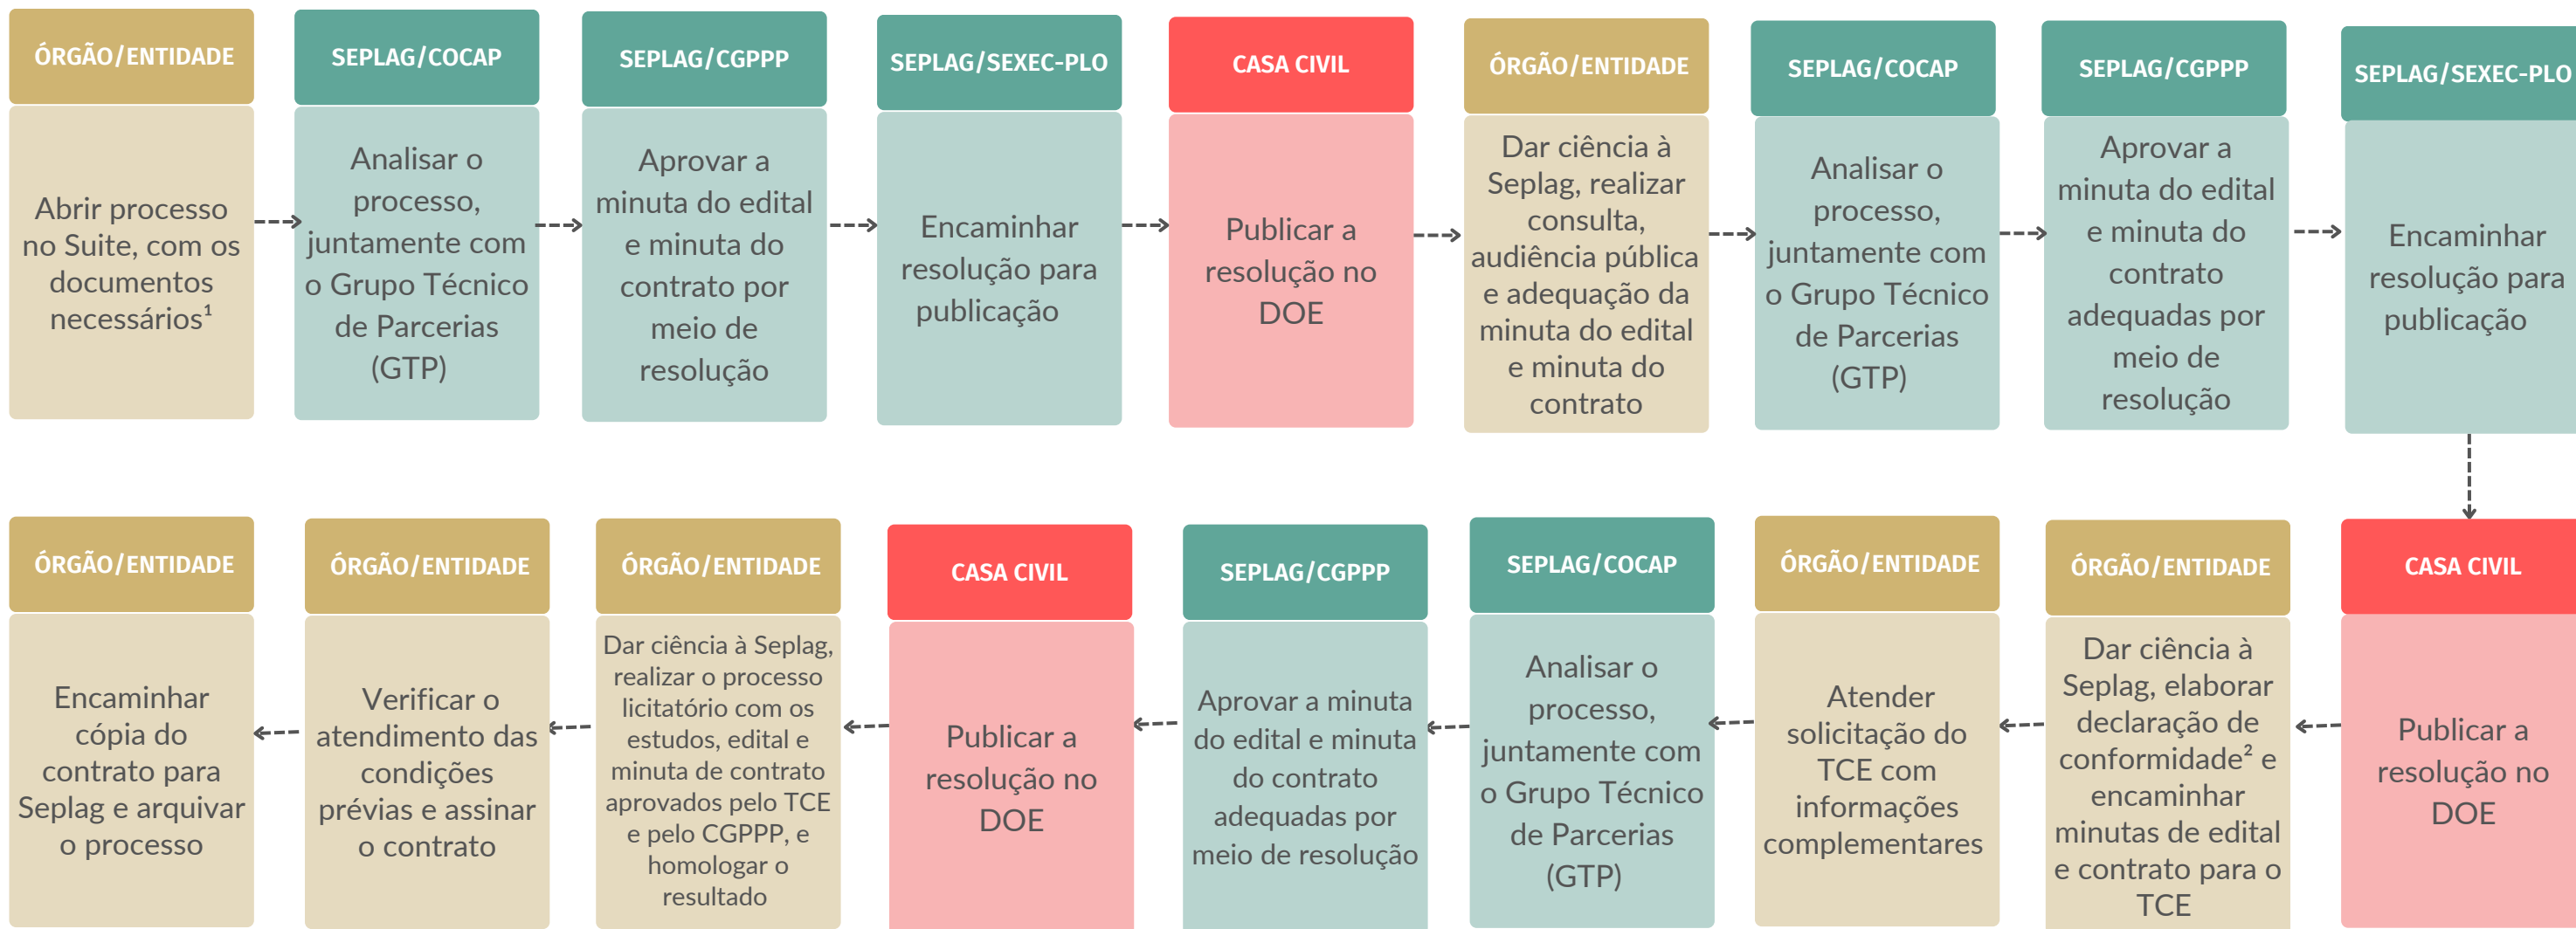 ÓRGÃO/ENTIDADE
Abrir processo
no Suite, com os
documentos
necessários¹
SEPLAG/COCAP
Analisar o
processo,
juntamente com
o Grupo Técnico
de Parcerias
(GTP)
SEPLAG/CGPPP
Aprovar a
minuta do edital
e minuta do
contrato por
meio de
resolução
SEPLAG/SEXEC-PLO
Encaminhar
resolução para
publicação
CASA CIVIL
Publicar a
resolução no
DOE
ÓRGÃO/ENTIDADE
Dar ciência à
Seplag, realizar
consulta,
audiência pública
e adequação da
minuta do edital
e minuta do
contrato
SEPLAG/COCAP
Analisar o
processo,
juntamente com
o Grupo Técnico
de Parcerias
(GTP)
SEPLAG/CGPPP
Aprovar a
minuta do edital
e minuta do
contrato
adequadas por
meio de
resolução
SEPLAG/SEXEC-PLO
Encaminhar
resolução para
publicação
CASA CIVIL
Publicar a
resolução no
DOE
ÓRGÃO/ENTIDADE
Dar ciência à
Seplag, elaborar
declaração de
conformidade² e
encaminhar
minutas de edital
e contrato para o
TCE
ÓRGÃO/ENTIDADE
Atender
solicitação do
TCE com
informações
complementares
SEPLAG/COCAP
Analisar o
processo,
juntamente com
o Grupo Técnico
de Parcerias
(GTP)
SEPLAG/CGPPP
Aprovar a minuta
do edital e minuta
do contrato
adequadas por
meio de resolução
CASA CIVIL
Publicar a
resolução no
DOE
ÓRGÃO/ENTIDADE
Dar ciência à Seplag,
realizar o processo
licitatório com os
estudos, edital e
minuta de contrato
aprovados pelo TCE
e pelo CGPPP, e
homologar o
resultado
ÓRGÃO/ENTIDADE
Verificar o
atendimento das
condições
prévias e assinar
o contrato
ÓRGÃO/ENTIDADE
Encaminhar
cópia do
contrato para
Seplag e arquivar
o processo